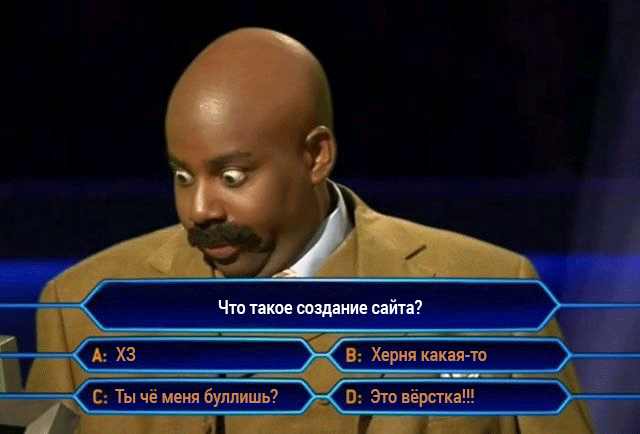 Что такое создание сайта?
A: ХЗ
B: Херня какая-то
C: Ты чё меня буллишь?
D: Это вёрстка!!!